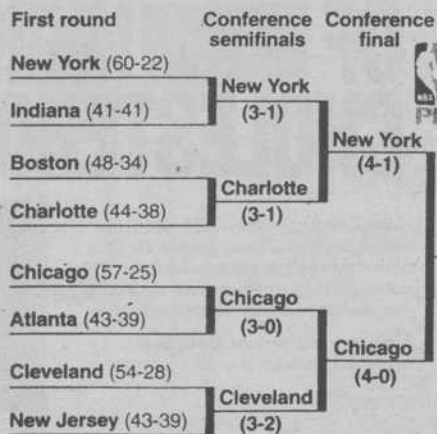 First round
Conference semifinals
Conference final
New York (60-22)
Indiana (41-41)
Boston (48-34)
Charlotte (44-38)
Chicago (57-25)
Atlanta (43-39)
Cleveland (54-28)
New Jersey (43-39)
New York
(3-1)
Charlotte
(3-1)
Chicago
(3-0)
Cleveland
(3-2)
New York
(4-1)
Chicago
(4-0)
NBA